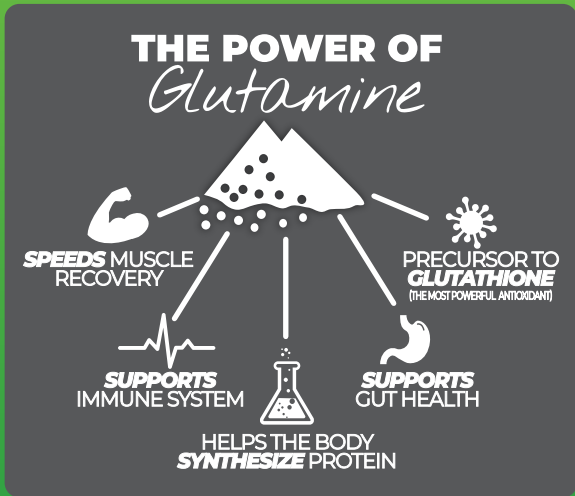 THE POWER OF
Glutamine
SPEEDS MUSCLE
RECOVERY
PRECURSOR TO
GLUTATHIONE
(THE MOST POWERFUL ANTIOXIDANT)
SUPPORTS
IMMUNE SYSTEM
SUPPORTS
GUT HEALTH
HELPS THE BODY
SYNTHESIZE PROTEIN